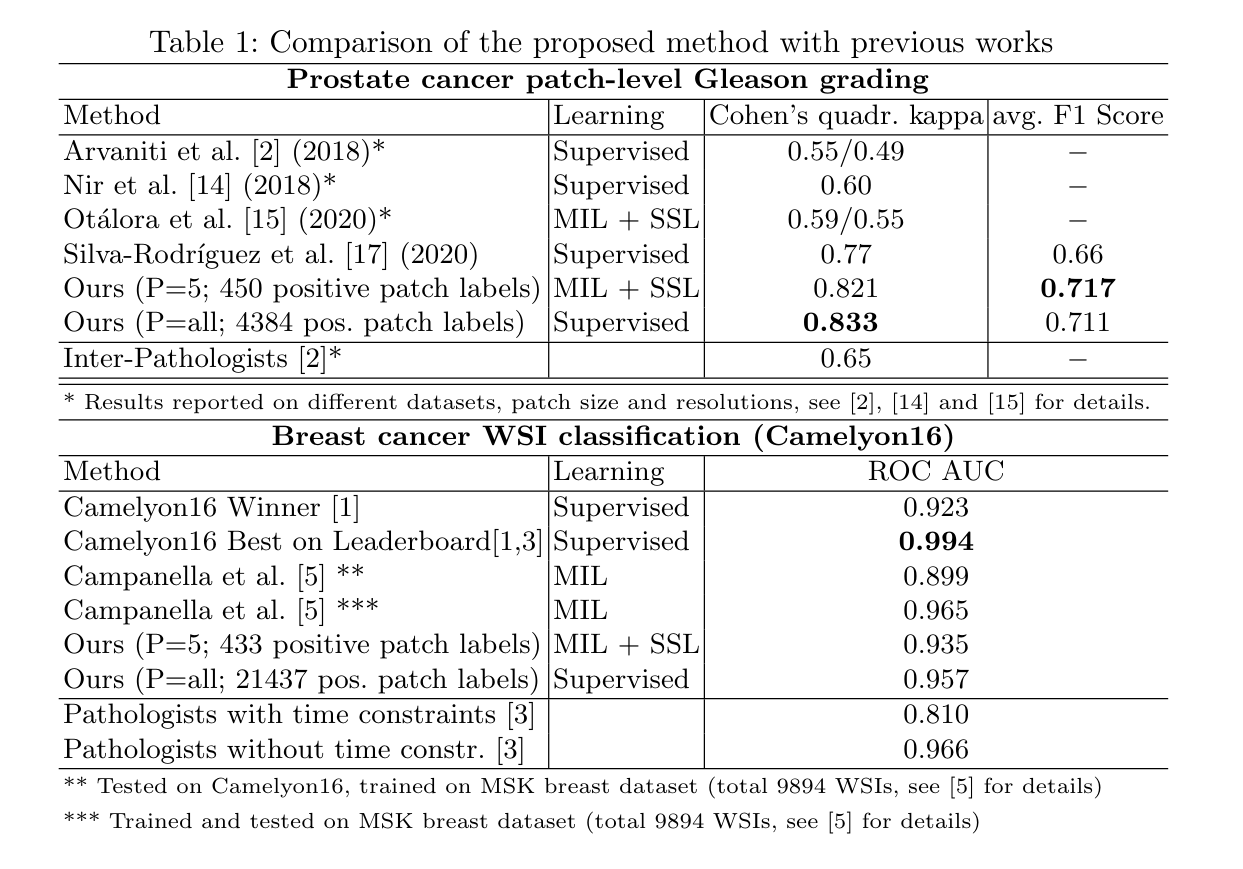 Table 1: Comparison of the proposed method with previous works
Prostate cancer patch-level Gleason grading
Method Learning Cohen's quadr. kappa avg. F1 Score
Arvaniti et al. [2] (2018)* Supervised 0.55/0.49 −
Nir et al. [14] (2018)* Supervised 0.60 −
Otálora et al. [15] (2020)* MIL + SSL 0.59/0.55 −
Silva-Rodríguez et al. [17] (2020) Supervised 0.77 0.66
Ours (P=5; 450 positive patch labels) MIL + SSL 0.821 0.717
Ours (P=all; 4384 pos. patch labels) Supervised 0.833 0.711
Inter-Pathologists [2]* 0.65 −
* Results reported on different datasets, patch size and resolutions, see [2], [14] and [15] for details.
Breast cancer WSI classification (Camelyon16)
Method Learning ROC AUC
Camelyon16 Winner [1] Supervised 0.923
Camelyon16 Best on Leaderboard[1,3] Supervised 0.994
Campanella et al. [5] ** MIL 0.899
Campanella et al. [5] *** MIL 0.965
Ours (P=5; 433 positive patch labels) MIL + SSL 0.935
Ours (P=all; 21437 pos. patch labels) Supervised 0.957
Pathologists with time constraints [3] 0.810
Pathologists without time constr. [3] 0.966
** Tested on Camelyon16, trained on MSK breast dataset (total 9894 WSIs, see [5] for details)
*** Trained and tested on MSK breast dataset (total 9894 WSIs, see [5] for details)